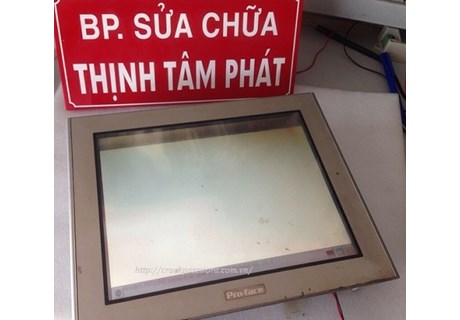 BP. SỬA CHỮA
THỊNH TÂM PHÁT
Pro-face